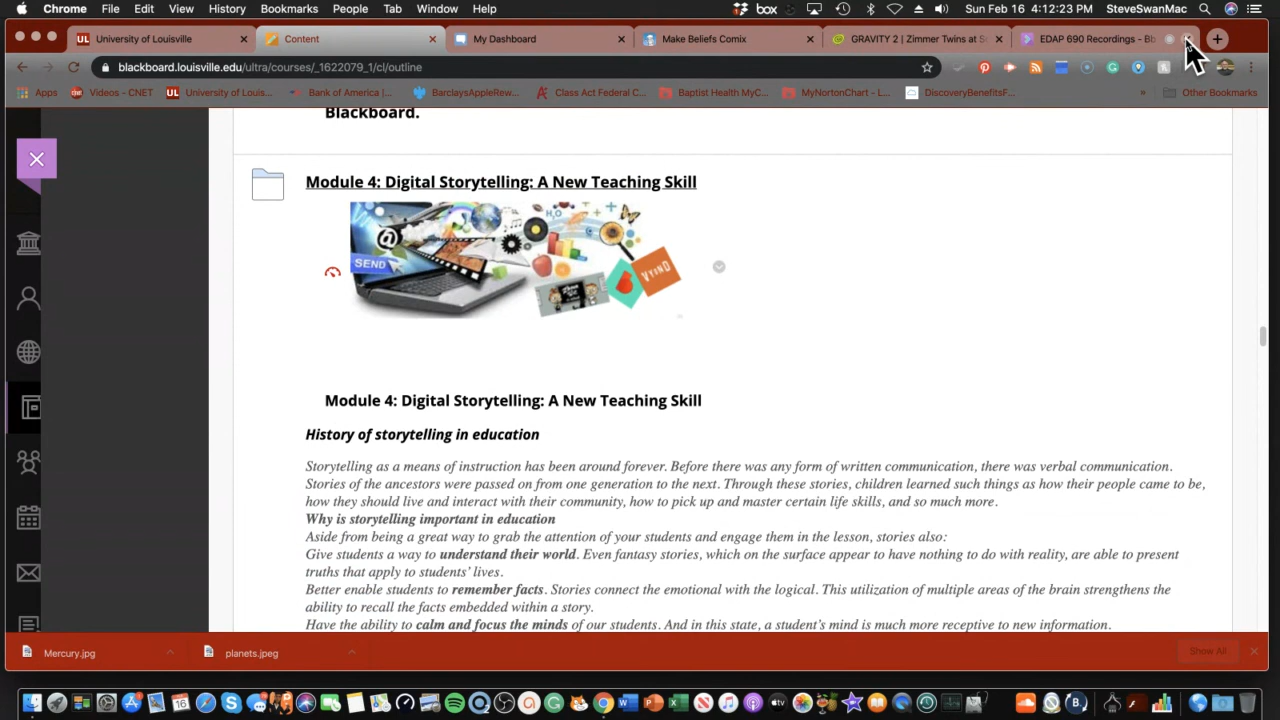 Chrome File Edit View History Bookmarks People Tab Window Help box Sun Feb 16 4:12:23 PM SteveSwanMac
UL University of Louisville Content My Dashboard Make Beliefs Comix GRAVITY 2 | Zimmer Twins at S EDAP 690 Recordings - Bb
blackboard.louisville.edu/ultra/courses/_1622079_1/cl/outline
Apps Videos - CNET UL University of Louis... Bank of America |... BarclaysAppleRew... Class Act Federal C... Baptist Health MyC... MyNortonChart - L... DiscoveryBenefitsF... » Other Bookmarks
Blackboard.
Module 4: Digital Storytelling: A New Teaching Skill
H2O
@
SEND
VYOND
Module 4: Digital Storytelling: A New Teaching Skill
History of storytelling in education
Storytelling as a means of instruction has been around forever. Before there was any form of written communication, there was verbal communication.
Stories of the ancestors were passed on from one generation to the next. Through these stories, children learned such things as how their people came to be,
how they should live and interact with their community, how to pick up and master certain life skills, and so much more.
Why is storytelling important in education
Aside from being a great way to grab the attention of your students and engage them in the lesson, stories also:
Give students a way to understand their world. Even fantasy stories, which on the surface appear to have nothing to do with reality, are able to present
truths that apply to students’ lives.
Better enable students to remember facts. Stories connect the emotional with the logical. This utilization of multiple areas of the brain strengthens the
ability to recall the facts embedded within a story.
Have the ability to calm and focus the minds of our students. And in this state, a student’s mind is much more receptive to new information.
Mercury.jpg planets.jpeg Show All